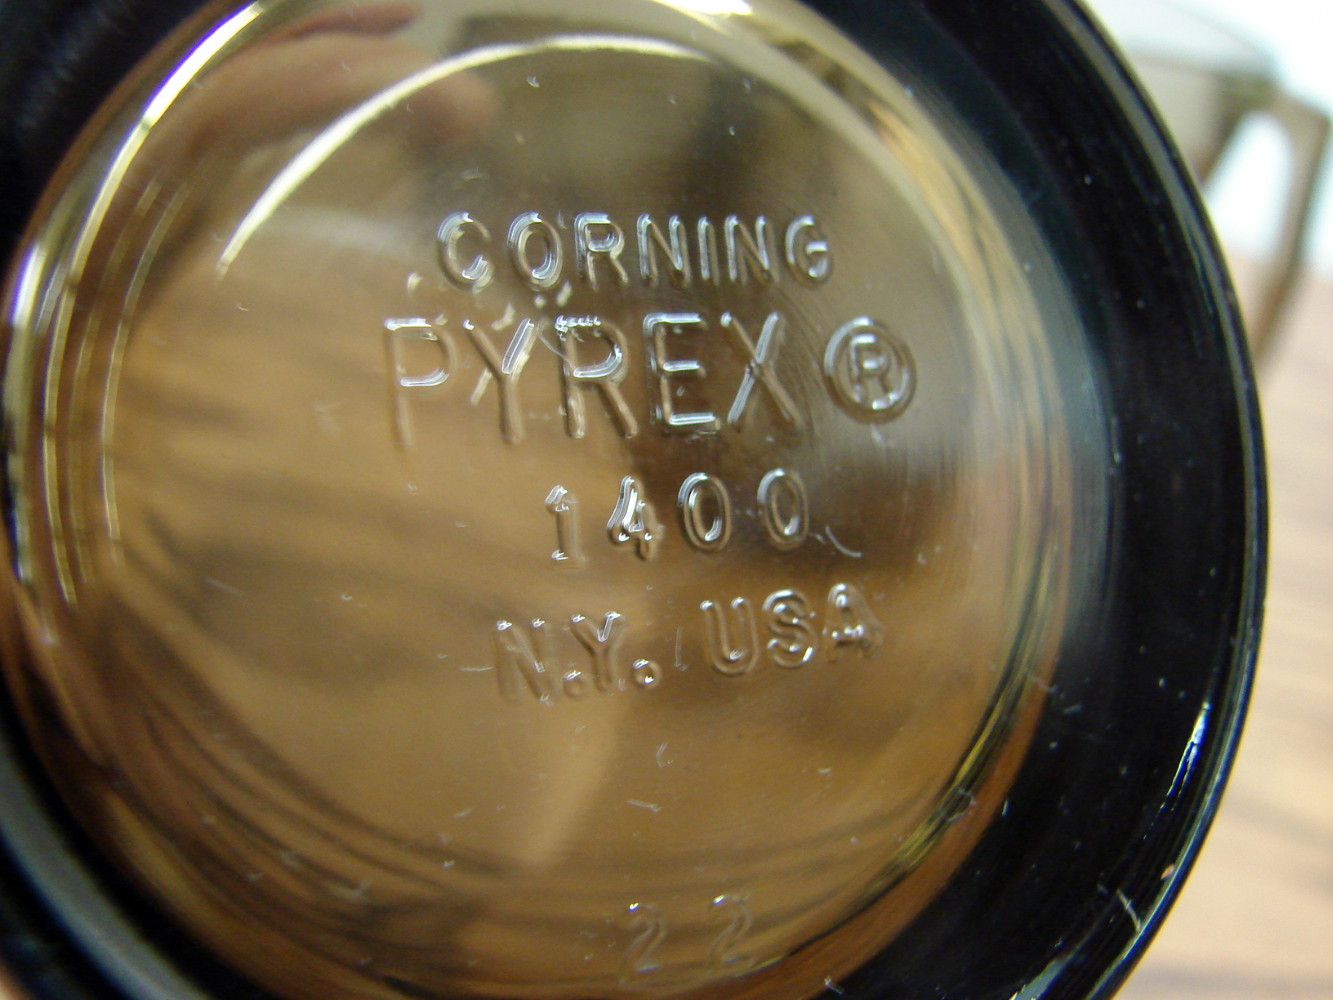 CORNING
PYREX ®
1400
N.Y. USA
22